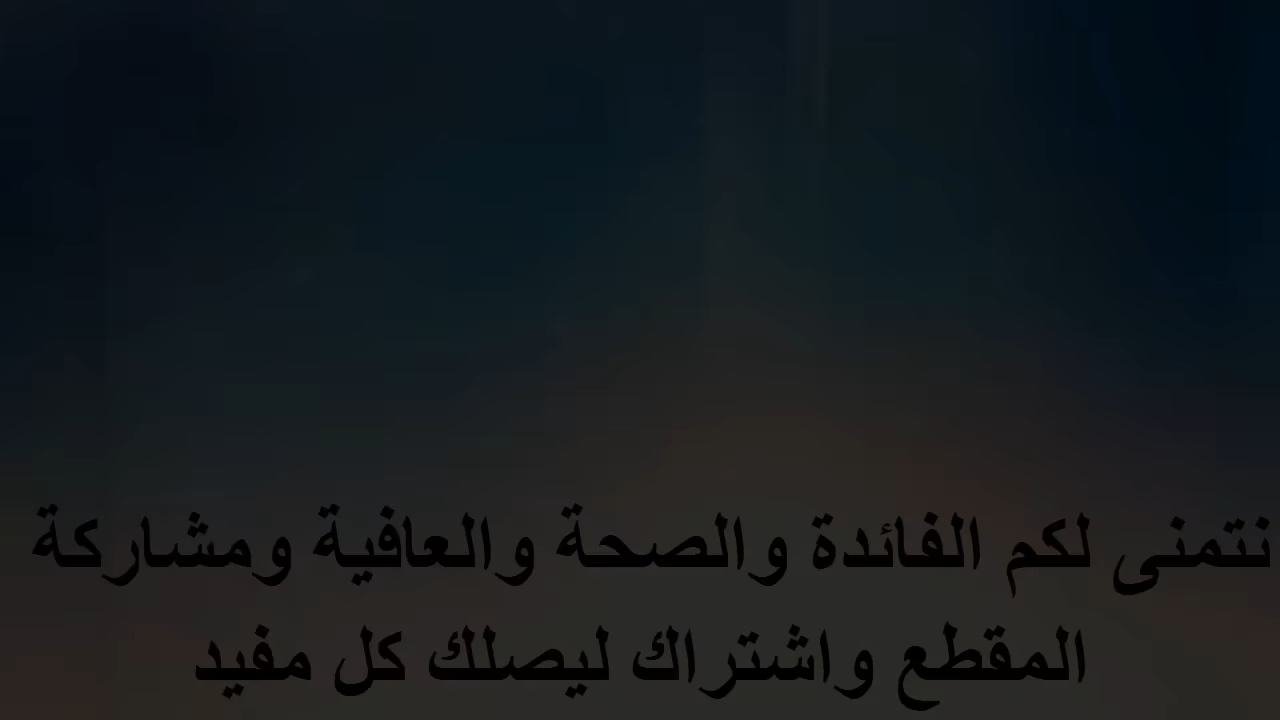 نتمنى لكم الفائدة والصحة والعافية ومشاركة
المقطع واشتراك ليصلك كل مفيد